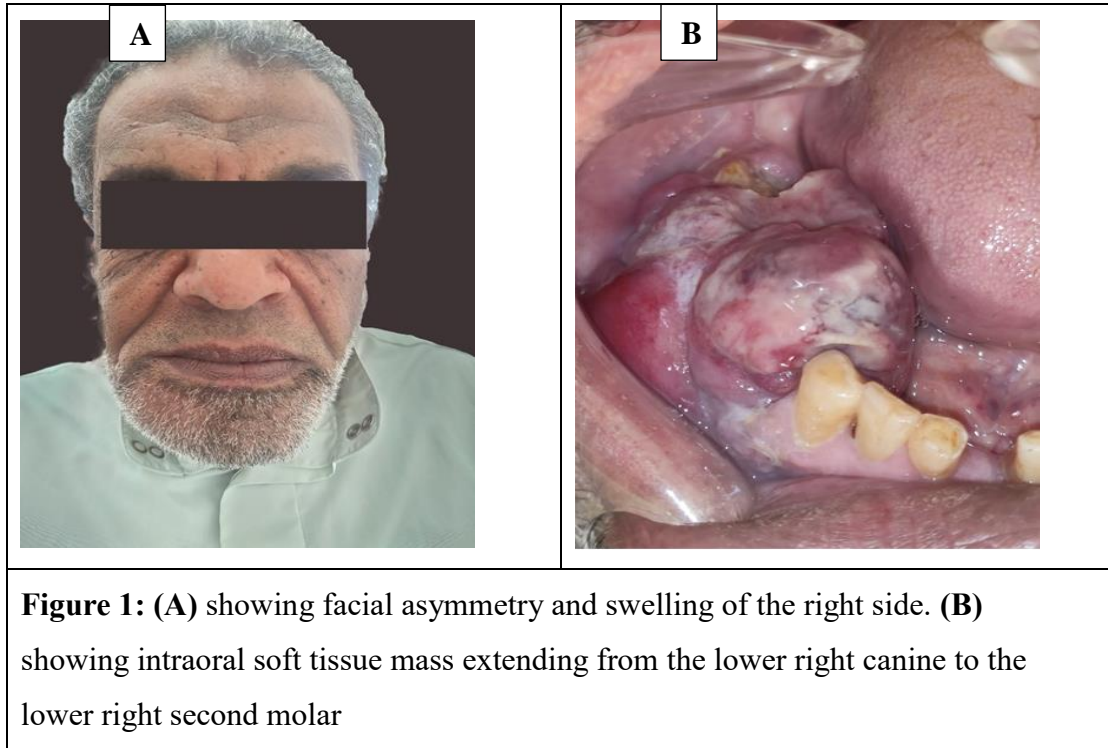 A
B
Figure 1: (A) showing facial asymmetry and swelling of the right side. (B)
showing intraoral soft tissue mass extending from the lower right canine to the
lower right second molar